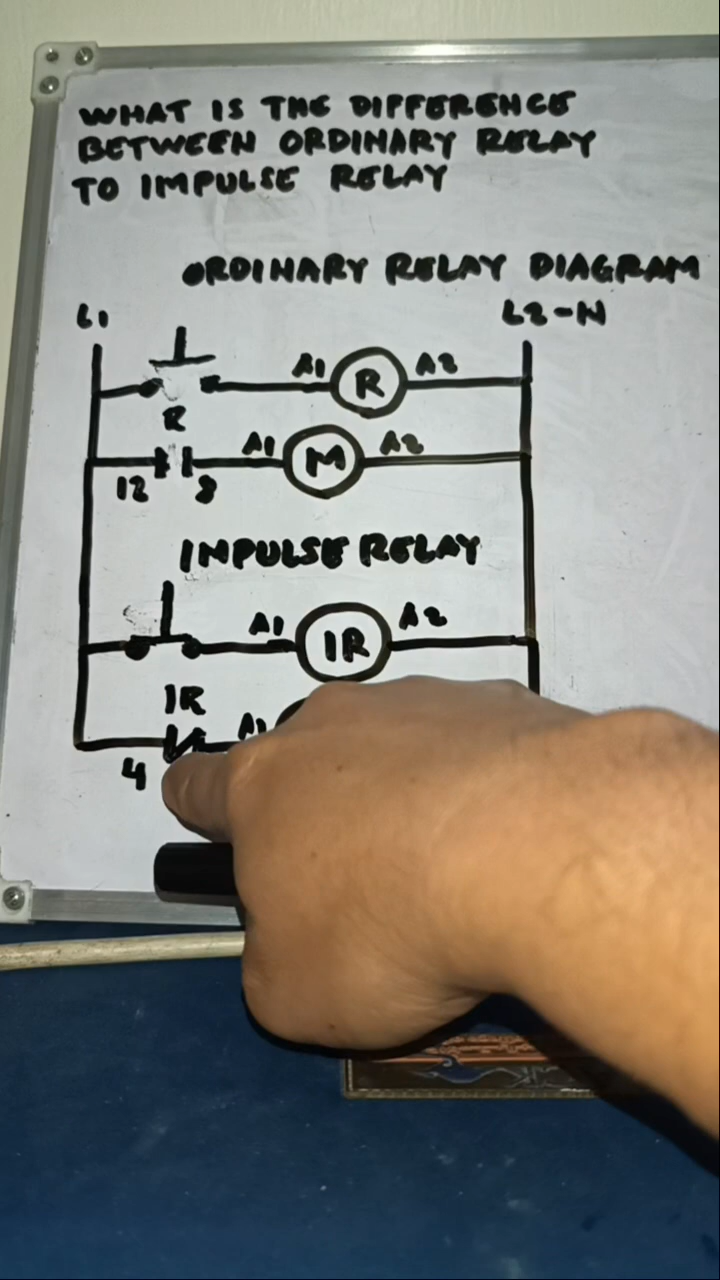 WHAT IS THE DIFFERENCE
BETWEEN ORDINARY RELAY
TO IMPULSE RELAY
ORDINARY RELAY DIAGRAM
L1 L2-N
A1 R A2
R
A1 M A2
12 8
IMPULSE RELAY
A1 IR A2
IR
A1
4